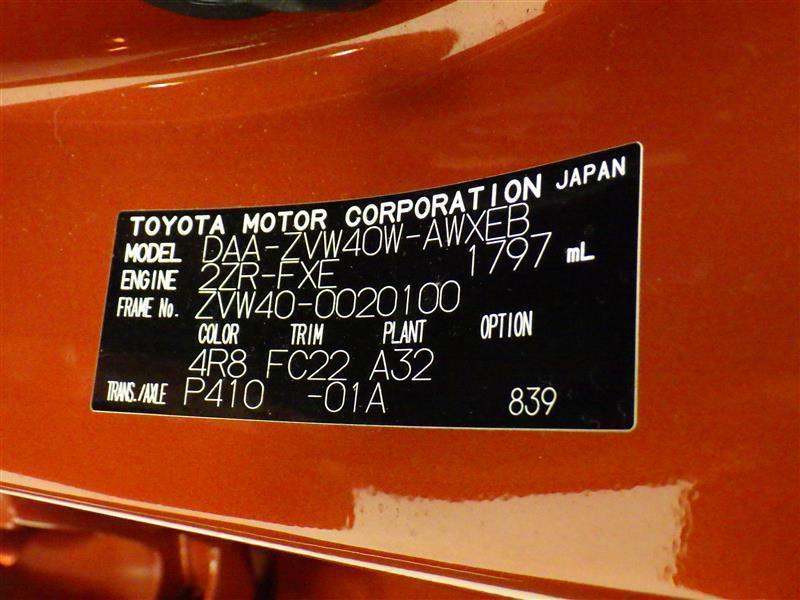 TOYOTA MOTOR CORPORATION JAPAN
MODEL DAA-ZVW40W-AWXEB
ENGINE 2ZR-FXE 1797 mL
FRAME No. ZVW40-0020100
COLOR TRIM PLANT OPTION
4R8 FC22 A32
TRANS./AXLE P410 -01A 839